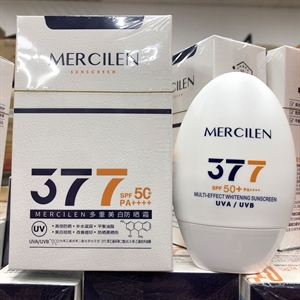 MERCILEN
SUNSCREEN
377
SPF 50
PA++++
MERCILEN 多重美白防晒霜
UV
UVA/UVB
MERCILEN
377
SPF 50+ PA++++
MULTI-EFFECT WHITENING SUNSCREEN
UVA / UVB